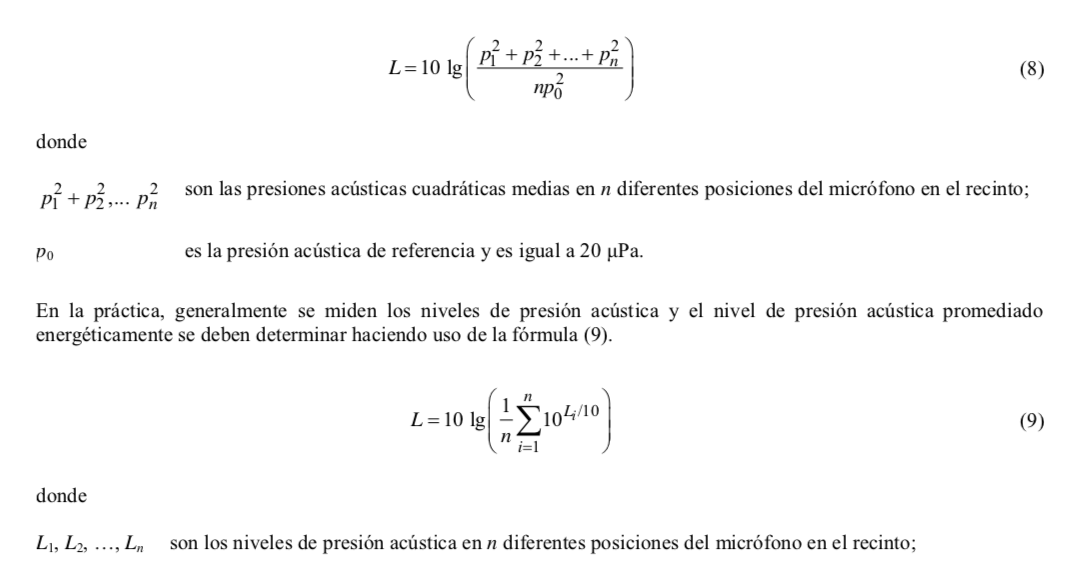 L = 10 lg( (p₁² + p₂² + ... + pₙ²) / (np₀²) ) (8)
donde
p₁² + p₂² ,... pₙ² son las presiones acústicas cuadráticas medias en n diferentes posiciones del micrófono en el recinto;
p₀ es la presión acústica de referencia y es igual a 20 μPa.
En la práctica, generalmente se miden los niveles de presión acústica y el nivel de presión acústica promediado
energéticamente se deben determinar haciendo uso de la fórmula (9).
L = 10 lg( (1/n) ∑_{i=1}^{n} 10^{L_i/10} ) (9)
donde
L₁, L₂, …, Lₙ son los niveles de presión acústica en n diferentes posiciones del micrófono en el recinto;